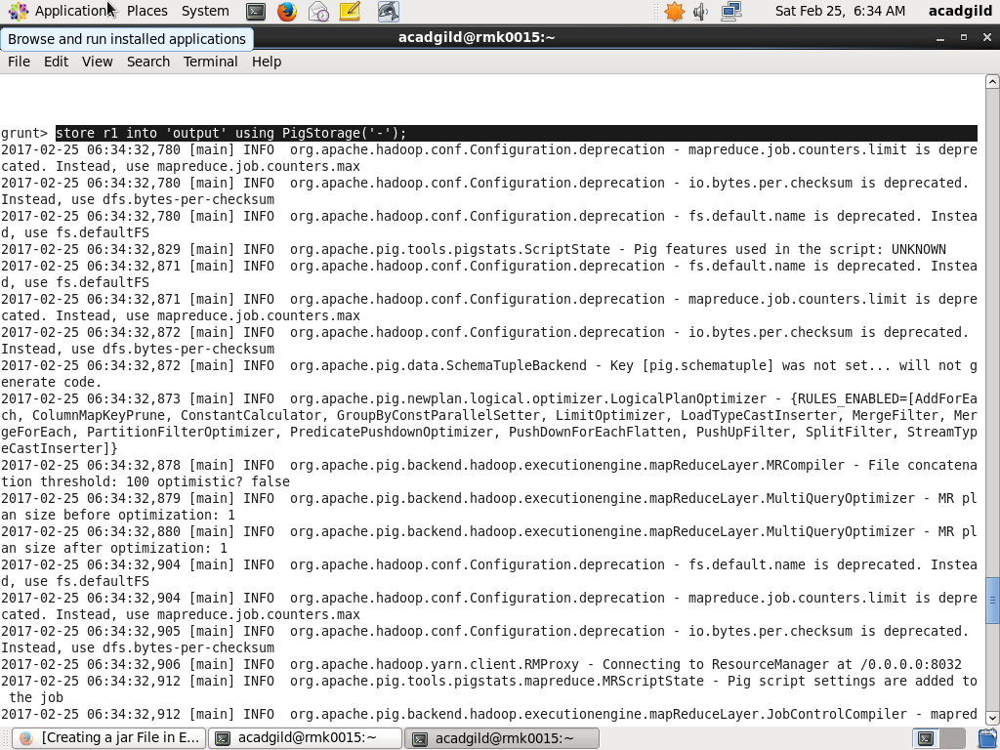 Applications Places System Sat Feb 25, 6:34 AM acadgild
Browse and run installed applications acadgild@rmk0015:~
File Edit View Search Terminal Help
grunt> store r1 into 'output' using PigStorage('-');
2017-02-25 06:34:32,780 [main] INFO  org.apache.hadoop.conf.Configuration.deprecation - mapreduce.job.counters.limit is depre
cated. Instead, use mapreduce.job.counters.max
2017-02-25 06:34:32,780 [main] INFO  org.apache.hadoop.conf.Configuration.deprecation - io.bytes.per.checksum is deprecated.
Instead, use dfs.bytes-per-checksum
2017-02-25 06:34:32,780 [main] INFO  org.apache.hadoop.conf.Configuration.deprecation - fs.default.name is deprecated. Instea
d, use fs.defaultFS
2017-02-25 06:34:32,829 [main] INFO  org.apache.pig.tools.pigstats.ScriptState - Pig features used in the script: UNKNOWN
2017-02-25 06:34:32,871 [main] INFO  org.apache.hadoop.conf.Configuration.deprecation - fs.default.name is deprecated. Instea
d, use fs.defaultFS
2017-02-25 06:34:32,871 [main] INFO  org.apache.hadoop.conf.Configuration.deprecation - mapreduce.job.counters.limit is depre
cated. Instead, use mapreduce.job.counters.max
2017-02-25 06:34:32,872 [main] INFO  org.apache.hadoop.conf.Configuration.deprecation - io.bytes.per.checksum is deprecated.
Instead, use dfs.bytes-per-checksum
2017-02-25 06:34:32,872 [main] INFO  org.apache.pig.data.SchemaTupleBackend - Key [pig.schematuple] was not set... will not g
enerate code.
2017-02-25 06:34:32,873 [main] INFO  org.apache.pig.newplan.logical.optimizer.LogicalPlanOptimizer - {RULES_ENABLED=[AddForEa
ch, ColumnMapKeyPrune, ConstantCalculator, GroupByConstParallelSetter, LimitOptimizer, LoadTypeCastInserter, MergeFilter, Mer
geForEach, PartitionFilterOptimizer, PredicatePushdownOptimizer, PushDownForEachFlatten, PushUpFilter, SplitFilter, StreamTyp
eCastInserter]}
2017-02-25 06:34:32,878 [main] INFO  org.apache.pig.backend.hadoop.executionengine.mapReduceLayer.MRCompiler - File concatena
tion threshold: 100 optimistic? false
2017-02-25 06:34:32,879 [main] INFO  org.apache.pig.backend.hadoop.executionengine.mapReduceLayer.MultiQueryOptimizer - MR pl
an size before optimization: 1
2017-02-25 06:34:32,880 [main] INFO  org.apache.pig.backend.hadoop.executionengine.mapReduceLayer.MultiQueryOptimizer - MR pl
an size after optimization: 1
2017-02-25 06:34:32,904 [main] INFO  org.apache.hadoop.conf.Configuration.deprecation - fs.default.name is deprecated. Instea
d, use fs.defaultFS
2017-02-25 06:34:32,904 [main] INFO  org.apache.hadoop.conf.Configuration.deprecation - mapreduce.job.counters.limit is depre
cated. Instead, use mapreduce.job.counters.max
2017-02-25 06:34:32,905 [main] INFO  org.apache.hadoop.conf.Configuration.deprecation - io.bytes.per.checksum is deprecated.
Instead, use dfs.bytes-per-checksum
2017-02-25 06:34:32,906 [main] INFO  org.apache.hadoop.yarn.client.RMProxy - Connecting to ResourceManager at /0.0.0.0:8032
2017-02-25 06:34:32,912 [main] INFO  org.apache.pig.tools.pigstats.mapreduce.MRScriptState - Pig script settings are added to
 the job
2017-02-25 06:34:32,912 [main] INFO  org.apache.pig.backend.hadoop.executionengine.mapReduceLayer.JobControlCompiler - mapred
[Creating a jar File in E... acadgild@rmk0015:~ acadgild@rmk0015:~